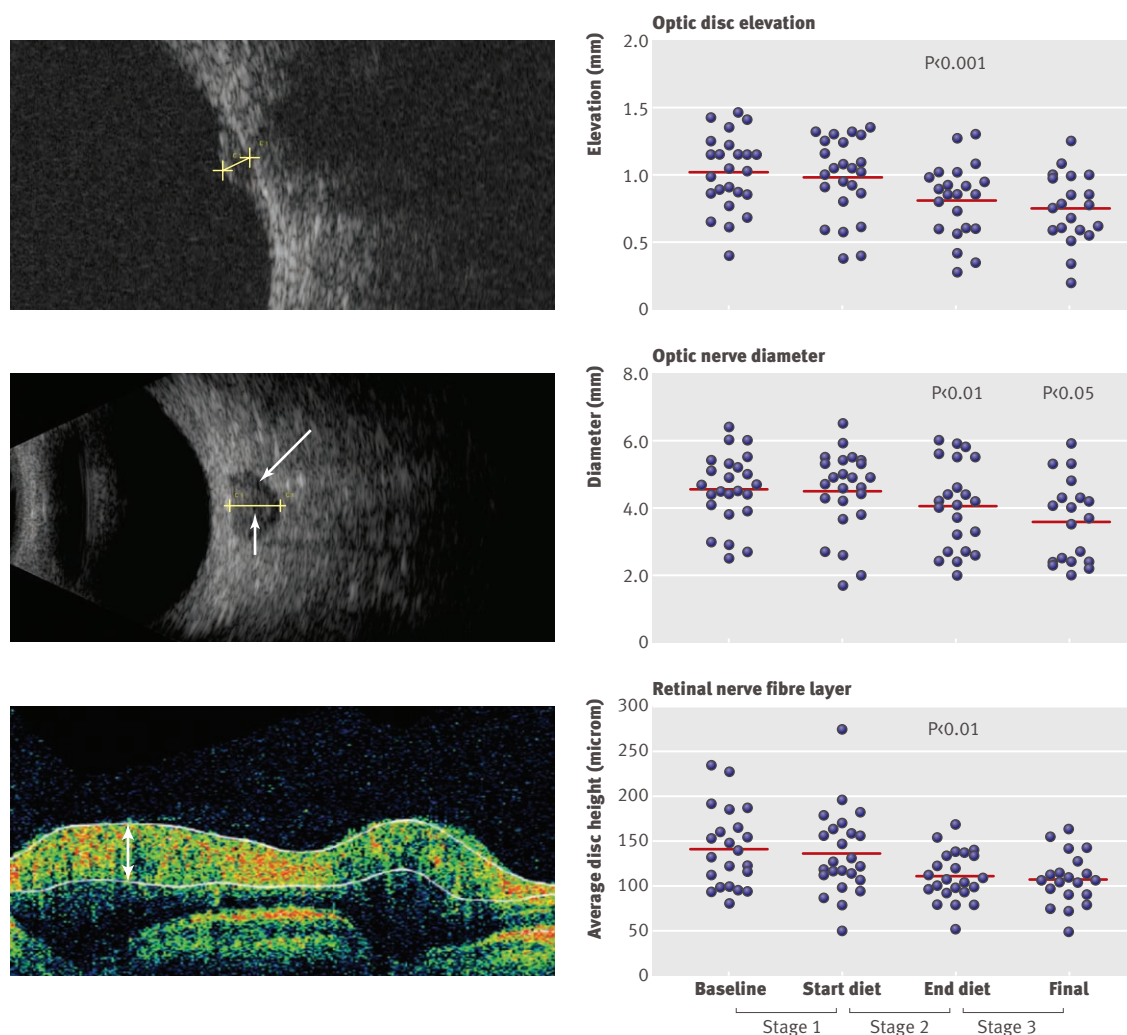 Optic disc elevation
Elevation (mm)
2.0
1.5
1.0
0.5
0
P<0.001
Optic nerve diameter
Diameter (mm)
8.0
6.0
4.0
2.0
0
P<0.01
P<0.05
Retinal nerve fibre layer
Average disc height (microm)
300
250
200
150
100
50
0
P<0.01
Baseline
Start diet
End diet
Final
Stage 1
Stage 2
Stage 3